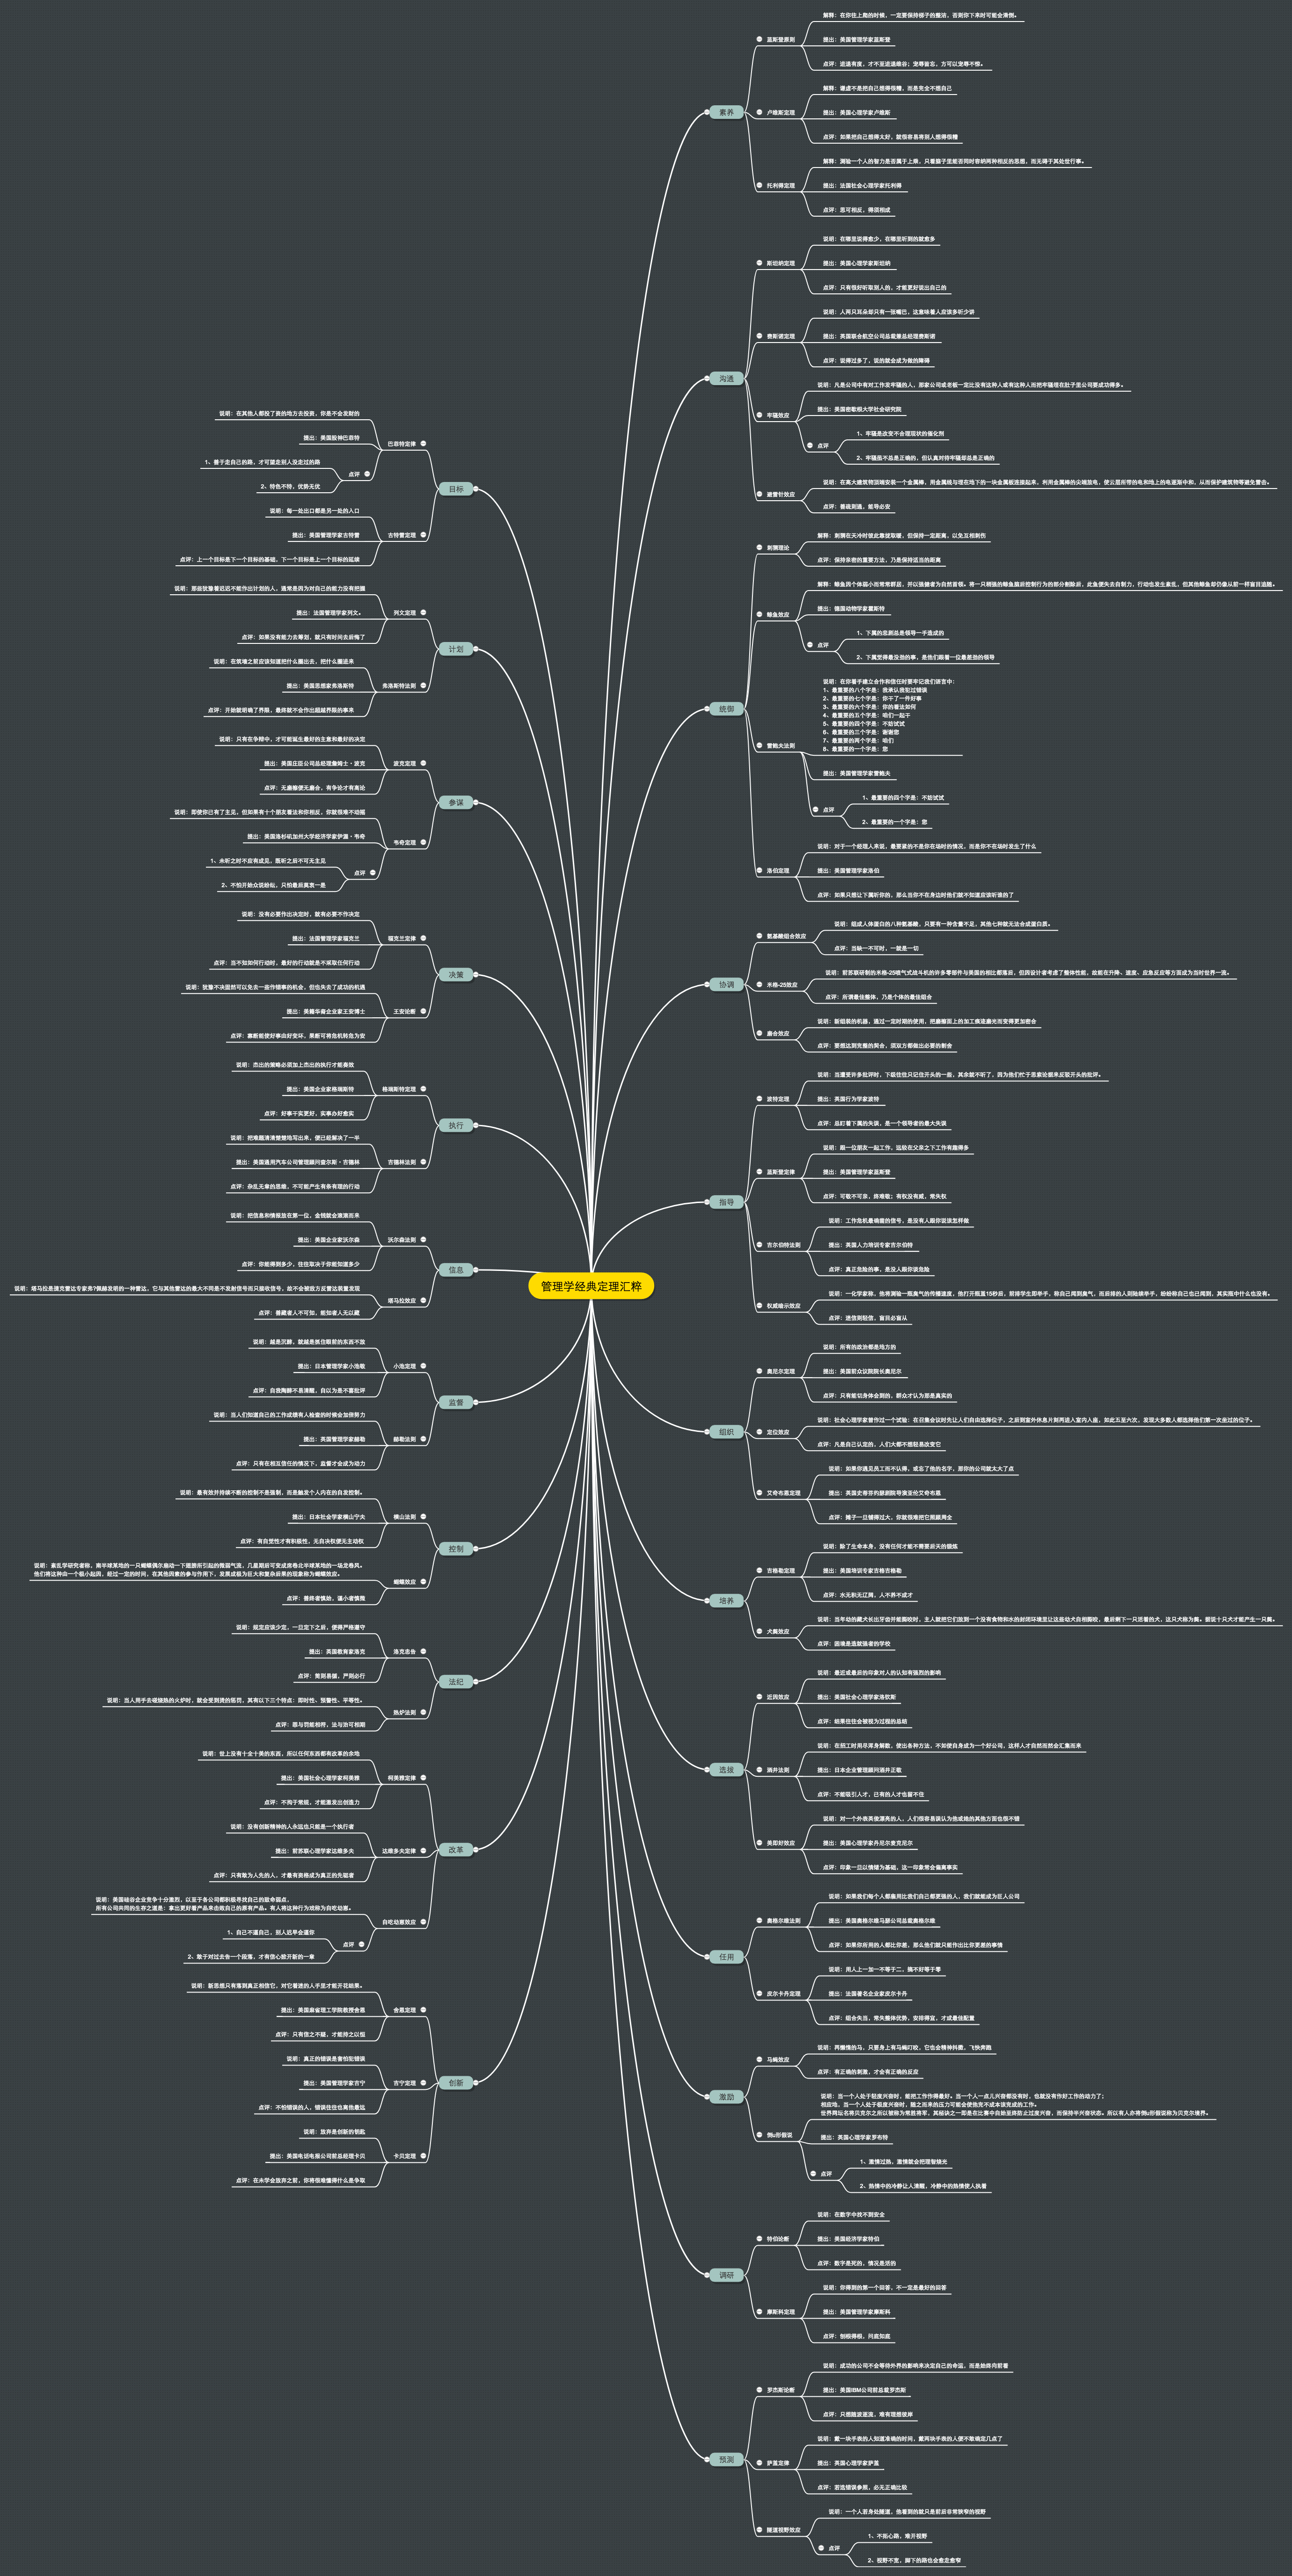 管理学经典定理汇粹
素养
蓝斯登原则
解释：在你往上爬的时候，一定要保持梯子的整洁，否则你下来时可能会滑倒。
提出：美国管理学家蓝斯登
点评：进退有度，才不至进退维谷；宠辱皆忘，方可以宠辱不惊。
卢维斯定理
解释：谦虚不是把自己想得很糟，而是完全不想自己
提出：美国心理学家卢维斯
点评：如果把自己想得太好，就很容易将别人想得很糟
托利得定理
解释：测验一个人的智力是否属于上乘，只看脑子里能否同时容纳两种相反的思想，而无碍于其处世行事。
提出：法国社会心理学家托利得
点评：思可相反，得须相成
沟通
斯坦纳定理
说明：在哪里说得愈少，在哪里听到的就愈多
提出：美国心理学家斯坦纳
点评：只有很好听取别人的，才能更好说出自己的
费斯诺定理
说明：人两只耳朵却只有一张嘴巴，这意味着人应该多听少讲
提出：英国联合航空公司总裁兼总经理费斯诺
点评：说得过多了，说的就会成为做的障碍
牢骚效应
说明：凡是公司中有对工作发牢骚的人，那家公司或老板一定比没有这种人或有这种人而把牢骚埋在肚子里公司要成功得多。
提出：美国密歇根大学社会研究院
点评
1、牢骚是改变不合理现状的催化剂
2、牢骚虽不总是正确的，但认真对待牢骚却总是正确的
避雷针效应
说明：在高大建筑物顶端安装一个金属棒，用金属线与埋在地下的一块金属板连接起来，利用金属棒的尖端放电，使云层所带的电和地上的电逐渐中和，从而保护建筑物等避免雷击。
点评：善疏则通，能导必安
统御
刺猬理论
解释：刺猬在天冷时彼此靠拢取暖，但保持一定距离，以免互相刺伤
点评：保持亲密的重要方法，乃是保持适当的距离
鲦鱼效应
解释：鲦鱼因个体弱小而常常群居，并以强健者为自然首领。将一只稍强的鲦鱼脑后控制行为的部分割除后，此鱼便失去自制力，行动也发生紊乱，但其他鲦鱼却仍像从前一样盲目追随。
提出：德国动物学家霍斯特
点评
1、下属的悲剧总是领导一手造成的
2、下属觉得最没劲的事，是他们跟着一位最差劲的领导
雷鲍夫法则
说明：在你着手建立合作和信任时要牢记我们语言中：
1、最重要的八个字是：我承认我犯过错误
2、最重要的七个字是：你干了一件好事
3、最重要的六个字是：你的看法如何
4、最重要的五个字是：咱们一起干
5、最重要的四个字是：不妨试试
6、最重要的三个字是：谢谢您
7、最重要的两个字是：咱们
8、最重要的一个字是：您
提出：美国管理学家雷鲍夫
点评
1、最重要的四个字是：不妨试试
2、最重要的一个字是：您
洛伯定理
说明：对于一个经理人来说，最要紧的不是你在场时的情况，而是你不在场时发生了什么
提出：美国管理学家洛伯
点评：如果只想让下属听你的，那么当你不在身边时他们就不知道应该听谁的了
协调
氨基酸组合效应
说明：组成人体蛋白的八种氨基酸，只要有一种含量不足，其他七种就无法合成蛋白质。
点评：当缺一不可时，一就是一切
米格-25效应
说明：前苏联研制的米格-25喷气式战斗机的许多零部件与美国的相比都落后，但因设计者考虑了整体性能，故能在升降、速度、应急反应等方面成为当时世界一流。
点评：所谓最佳整体，乃是个体的最佳组合
磨合效应
说明：新组装的机器，通过一定时期的使用，把磨擦面上的加工痕迹磨光而变得更加密合
点评：要想达到完整的契合，须双方都做出必要的割舍
指导
波特定理
说明：当遭受许多批评时，下级往往只记住开头的一些，其余就不听了，因为他们忙于思索论据来反驳开头的批评。
提出：英国行为学家波特
点评：总盯着下属的失误，是一个领导者的最大失误
蓝斯登定律
说明：跟一位朋友一起工作，远较在父亲之下工作有趣得多
提出：美国管理学家蓝斯登
点评：可敬不可亲，终难敬；有权没有威，常失权
吉尔伯特法则
说明：工作危机最确凿的信号，是没有人跟你说该怎样做
提出：英国人力培训专家吉尔伯特
点评：真正危险的事，是没人跟你谈危险
权威暗示效应
说明：一化学家称，他将测验一瓶臭气的传播速度，他打开瓶盖15秒后，前排学生即举手，称自己闻到臭气，而后排的人则陆续举手，纷纷称自己也已闻到，其实瓶中什么也没有。
点评：迷信则轻信，盲目必盲从
组织
奥尼尔定理
说明：所有的政治都是地方的
提出：美国前众议院院长奥尼尔
点评：只有能切身体会到的，群众才认为那是真实的
定位效应
说明：社会心理学家曾作过一个试验：在召集会议时先让人们自由选择位子，之后到室外休息片刻再进入室内入座，如此五至六次，发现大多数人都选择他们第一次坐过的位子。
点评：凡是自己认定的，人们大都不想轻易改变它
艾奇布恩定理
说明：如果你遇见员工而不认得，或忘了他的名字，那你的公司就太大了点
提出：英国史蒂芬约瑟剧院导演亚伦艾奇布恩
点评：摊子一旦铺得过大，你就很难把它照顾周全
培养
吉格勒定理
说明：除了生命本身，没有任何才能不需要后天的锻炼
提出：美国培训专家吉格吉格勒
点评：水无积无辽阔，人不养不成才
犬獒效应
说明：当年幼的藏犬长出牙齿并能撕咬时，主人就把它们放到一个没有食物和水的封闭环境里让这些幼犬自相撕咬，最后剩下一只活着的犬，这只犬称为獒。据说十只犬才能产生一只獒。
点评：困境是造就强者的学校
选拔
近因效应
说明：最近或最后的印象对人的认知有强烈的影响
提出：美国社会心理学家洛钦斯
点评：结果往往会被视为过程的总结
酒井法则
说明：在招工时用尽浑身解数，使出各种方法，不如使自身成为一个好公司，这样人才自然而然会汇集而来
提出：日本企业管理顾问酒井正敬
点评：不能吸引人才，已有的人才也留不住
美即好效应
说明：对一个外表英俊漂亮的人，人们很容易误认为他或她的其他方面也很不错
提出：美国心理学家丹尼尔麦克尼尔
点评：印象一旦以情绪为基础，这一印象常会偏离事实
任用
奥格尔维法则
说明：如果我们每个人都雇用比我们自己都更强的人，我们就能成为巨人公司
提出：美国奥格尔维马瑟公司总裁奥格尔维
点评：如果你所用的人都比你差，那么他们就只能作出比你更差的事情
皮尔卡丹定理
说明：用人上一加一不等于二，搞不好等于零
提出：法国著名企业家皮尔卡丹
点评：组合失当，常失整体优势，安排得宜，才成最佳配置
激励
马蝇效应
说明：再懒惰的马，只要身上有马蝇叮咬，它也会精神抖擞，飞快奔跑
点评：有正确的刺激，才会有正确的反应
倒u形假说
说明：当一个人处于轻度兴奋时，能把工作作得最好。当一个人一点儿兴奋都没有时，也就没有作好工作的动力了；
相应地，当一个人处于极度兴奋时，随之而来的压力可能会使他完不成本该完成的工作。
世界网坛名将贝克尔之所以被称为常胜将军，其秘诀之一即是在比赛中自始至终防止过度兴奋，而保持半兴奋状态。所以有人亦将倒u形假说称为贝克尔境界。
提出：英国心理学家罗布特
点评
1、激情过热，激情就会把理智烧光
2、热情中的冷静让人清醒，冷静中的热情使人执着
调研
特伯论断
说明：在数字中找不到安全
提出：美国经济学家特伯
点评：数字是死的，情况是活的
摩斯科定理
说明：你得到的第一个回答，不一定是最好的回答
提出：美国管理学家摩斯科
点评：刨根得根，问底知底
预测
罗杰斯论断
说明：成功的公司不会等待外界的影响来决定自己的命运，而是始终向前看
提出：美国IBM公司前总裁罗杰斯
点评：只想随波逐流，难有理想彼岸
萨盖定律
说明：戴一块手表的人知道准确的时间，戴两块手表的人便不敢确定几点了
提出：英国心理学家萨盖
点评：若选错误参照，必无正确比较
隧道视野效应
说明：一个人若身处隧道，他看到的就只是前后非常狭窄的视野
点评
1、不拓心路，难开视野
2、视野不宽，脚下的路也会愈走愈窄
目标
巴菲特定律
说明：在其他人都投了资的地方去投资，你是不会发财的
提出：美国股神巴菲特
点评
1、善于走自己的路，才可望走别人没走过的路
2、特色不特，优势无优
古特雷定理
说明：每一处出口都是另一处的入口
提出：美国管理学家古特雷
点评：上一个目标是下一个目标的基础，下一个目标是上一个目标的延续
计划
列文定理
说明：那些犹豫着迟迟不能作出计划的人，通常是因为对自己的能力没有把握
提出：法国管理学家列文。
点评：如果没有能力去筹划，就只有时间去后悔了
弗洛斯特法则
说明：在筑墙之前应该知道把什么圈出去，把什么圈进来
提出：美国思想家弗洛斯特
点评：开始就明确了界限，最终就不会作出超越界限的事来
参谋
波克定理
说明：只有在争辩中，才可能诞生最好的主意和最好的决定
提出：美国庄臣公司总经理詹姆士・波克
点评：无磨擦便无磨合，有争论才有高论
韦奇定理
说明：即使你已有了主见，但如果有十个朋友看法和你相反，你就很难不动摇
提出：美国洛杉矶加州大学经济学家伊渥・韦奇
点评
1、未听之时不应有成见，既听之后不可无主见
2、不怕开始众说纷纭，只怕最后莫衷一是
决策
福克兰定律
说明：没有必要作出决定时，就有必要不作决定
提出：法国管理学家福克兰
点评：当不知如何行动时，最好的行动就是不采取任何行动
王安论断
说明：犹豫不决固然可以免去一些作错事的机会，但也失去了成功的机遇
提出：美籍华裔企业家王安博士
点评：寡断能使好事由好变坏，果断可将危机转危为安
执行
格瑞斯特定理
说明：杰出的策略必须加上杰出的执行才能奏效
提出：美国企业家格瑞斯特
点评：好事干实更好，实事办好愈实
吉德林法则
说明：把难题清清楚楚地写出来，便已经解决了一半
提出：美国通用汽车公司管理顾问查尔斯・吉德林
点评：杂乱无章的思维，不可能产生有条有理的行动
信息
沃尔森法则
说明：把信息和情报放在第一位，金钱就会滚滚而来
提出：美国企业家沃尔森
点评：你能得到多少，往往取决于你能知道多少
塔马拉效应
说明：塔马拉是捷克雷达专家弗?佩赫发明的一种雷达，它与其他雷达的最大不同是不发射信号而只接收信号，故不会被敌方反雷达装置发现
点评：善藏者人不可知，能知者人无以藏
监督
小池定理
说明：越是沉醉，就越是抓住眼前的东西不放
提出：日本管理学家小池敬
点评：自我陶醉不易清醒，自以为是不喜批评
赫勒法则
说明：当人们知道自己的工作成绩有人检查的时候会加倍努力
提出：英国管理学家赫勒
点评：只有在相互信任的情况下，监督才会成为动力
控制
横山法则
说明：最有效并持续不断的控制不是强制，而是触发个人内在的自发控制。
提出：日本社会学家横山宁夫
点评：有自觉性才有积极性，无自决权便无主动权
蝴蝶效应
说明：紊乱学研究者称，南半球某地的一只蝴蝶偶尔扇动一下翅膀所引起的微弱气流，几星期后可变成席卷北半球某地的一场龙卷风。
他们将这种由一个极小起因，经过一定的时间，在其他因素的参与作用下，发展成极为巨大和复杂后果的现象称为蝴蝶效应。
点评：善终者慎始，谨小者慎微
法纪
洛克忠告
说明：规定应该少定，一旦定下之后，便得严格遵守
提出：英国教育家洛克
点评：简则易循，严则必行
热炉法则
说明：当人用手去碰烧热的火炉时，就会受到烫的惩罚，其有以下三个特点：即时性、预警性、平等性。
点评：罪与罚能相符，法与治可相期
改革
柯美雅定律
说明：世上没有十全十美的东西，所以任何东西都有改革的余地
提出：美国社会心理学家柯美雅
点评：不拘于常规，才能激发出创造力
达维多夫定律
说明：没有创新精神的人永远也只能是一个执行者
提出：前苏联心理学家达维多夫
点评：只有敢为人先的人，才最有资格成为真正的先驱者
自吃幼崽效应
说明：美国硅谷企业竞争十分激烈，以至于各公司都积极寻找自己的致命弱点，
所有公司共同的生存之道是：拿出更好看产品来击败自己的原有产品。有人将这种行为戏称为自吃幼崽。
点评
1、自己不逼自己，别人迟早会逼你
2、敢于对过去告一个段落，才有信心掀开新的一章
创新
舍恩定理
说明：新思想只有落到真正相信它，对它着迷的人手里才能开花结果。
提出：美国麻省理工学院教授舍恩
点评：只有信之不疑，才能持之以恒
吉宁定理
说明：真正的错误是害怕犯错误
提出：美国管理学家吉宁
点评：不怕错误的人，错误往往也离他最远
卡贝定理
说明：放弃是创新的钥匙
提出：美国电话电报公司前总经理卡贝
点评：在未学会放弃之前，你将很难懂得什么是争取